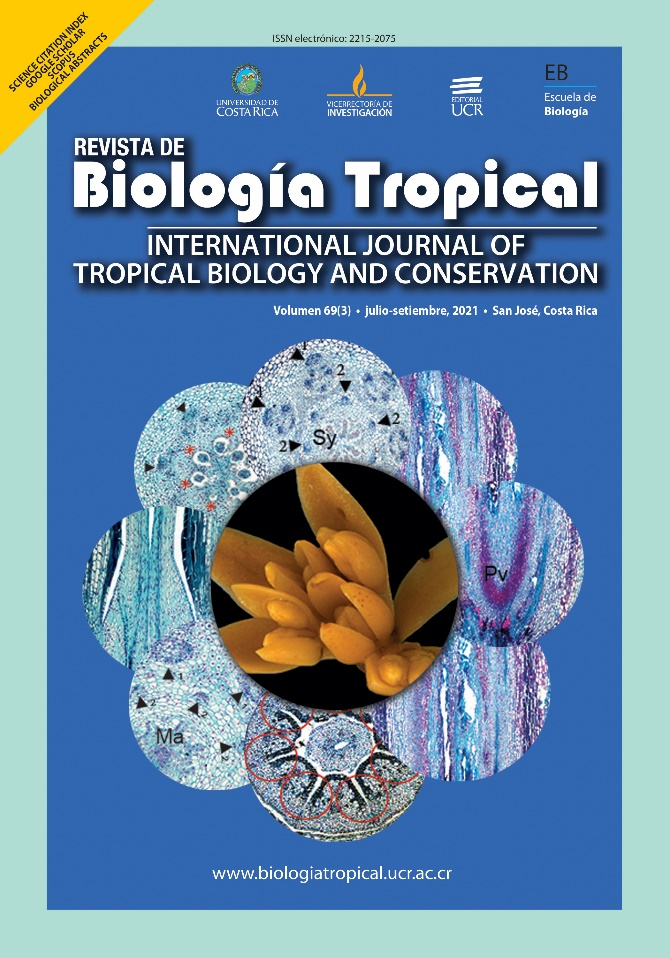 SCIENCE CITATION INDEX
GOOGLE SCHOLAR
SCOPUS
BIOLOGICAL ABSTRACTS
ISSN electrónico: 2215-2075
UNIVERSIDAD DE
COSTA RICA
VICERRECTORÍA DE
INVESTIGACIÓN
EDITORIAL
UCR
EB
Escuela de
Biología
REVISTA DE
Biología Tropical
INTERNATIONAL JOURNAL OF
TROPICAL BIOLOGY AND CONSERVATION
Volumen 69(3) • julio-setiembre, 2021 • San José, Costa Rica
1
2
1
2
2
Sy
Pv
1
2
2
Ma
www.biologiatropical.ucr.ac.cr